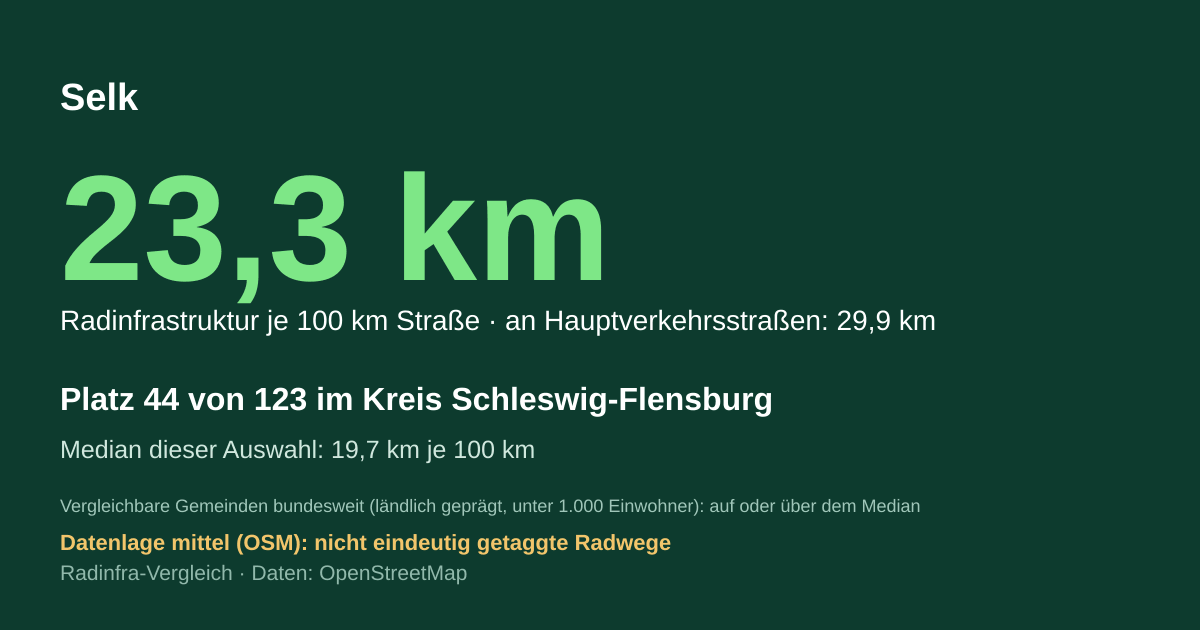 Selk
23,3 km
Radinfrastruktur je 100 km Straße · an Hauptverkehrsstraßen: 29,9 km
Platz 44 von 123 im Kreis Schleswig-Flensburg
Median dieser Auswahl: 19,7 km je 100 km
Vergleichbare Gemeinden bundesweit (ländlich geprägt, unter 1.000 Einwohner): auf oder über dem Median
Datenlage mittel (OSM): nicht eindeutig getaggte Radwege
Radinfra-Vergleich · Daten: OpenStreetMap